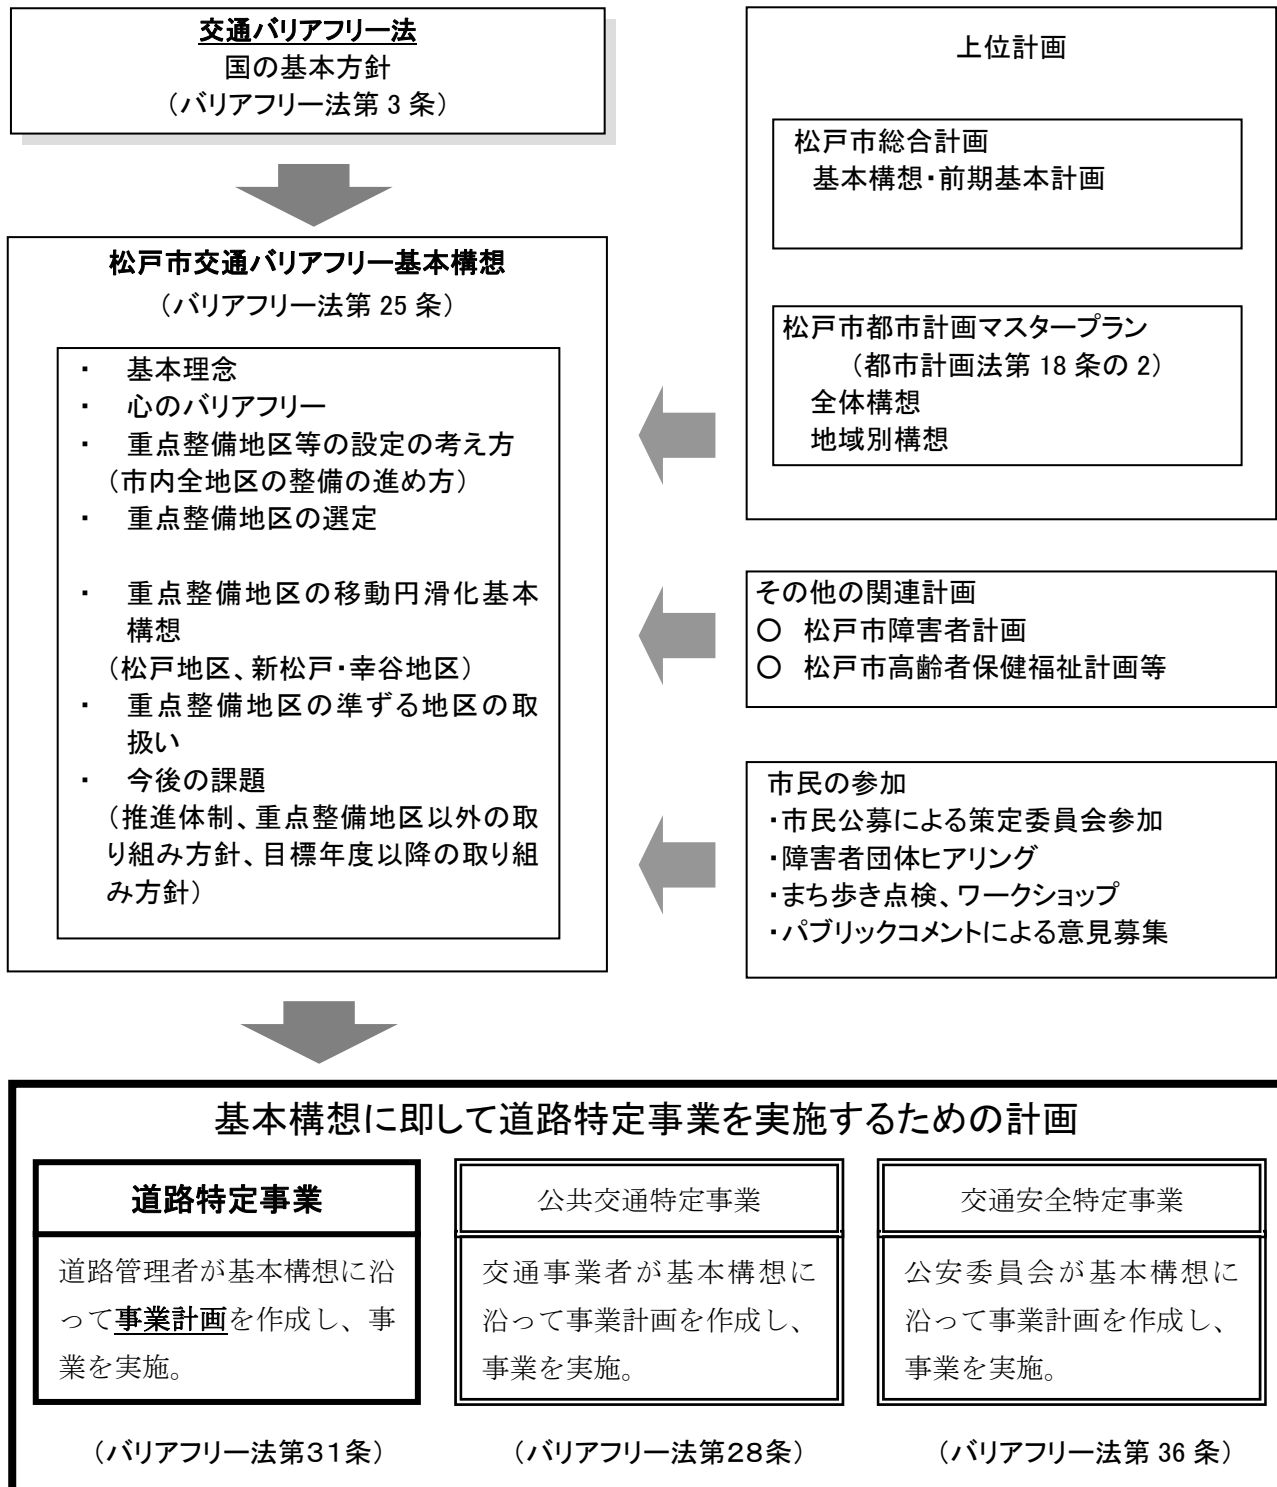 交通バリアフリー法
国の基本方針
（バリアフリー法第 3 条）
松戸市交通バリアフリー基本構想
（バリアフリー法第 25 条）
・ 基本理念
・ 心のバリアフリー
・ 重点整備地区等の設定の考え方
（市内全地区の整備の進め方）
・ 重点整備地区の選定
・ 重点整備地区の移動円滑化基本
構想
（松戸地区、新松戸・幸谷地区）
・ 重点整備地区の準ずる地区の取
扱い
・ 今後の課題
（推進体制、重点整備地区以外の取
り組み方針、目標年度以降の取り組
み方針）
上位計画
松戸市総合計画
基本構想・前期基本計画
松戸市都市計画マスタープラン
（都市計画法第 18 条の 2）
全体構想
地域別構想
その他の関連計画
○ 松戸市障害者計画
○ 松戸市高齢者保健福祉計画等
市民の参加
・市民公募による策定委員会参加
・障害者団体ヒアリング
・まち歩き点検、ワークショップ
・パブリックコメントによる意見募集
基本構想に即して道路特定事業を実施するための計画
道路特定事業
道路管理者が基本構想に沿
って事業計画を作成し、事
業を実施。
（バリアフリー法第３１条）
公共交通特定事業
交通事業者が基本構想に
沿って事業計画を作成し、
事業を実施。
（バリアフリー法第２８条）
交通安全特定事業
公安委員会が基本構想に
沿って事業計画を作成し、
事業を実施。
（バリアフリー法第 36 条）